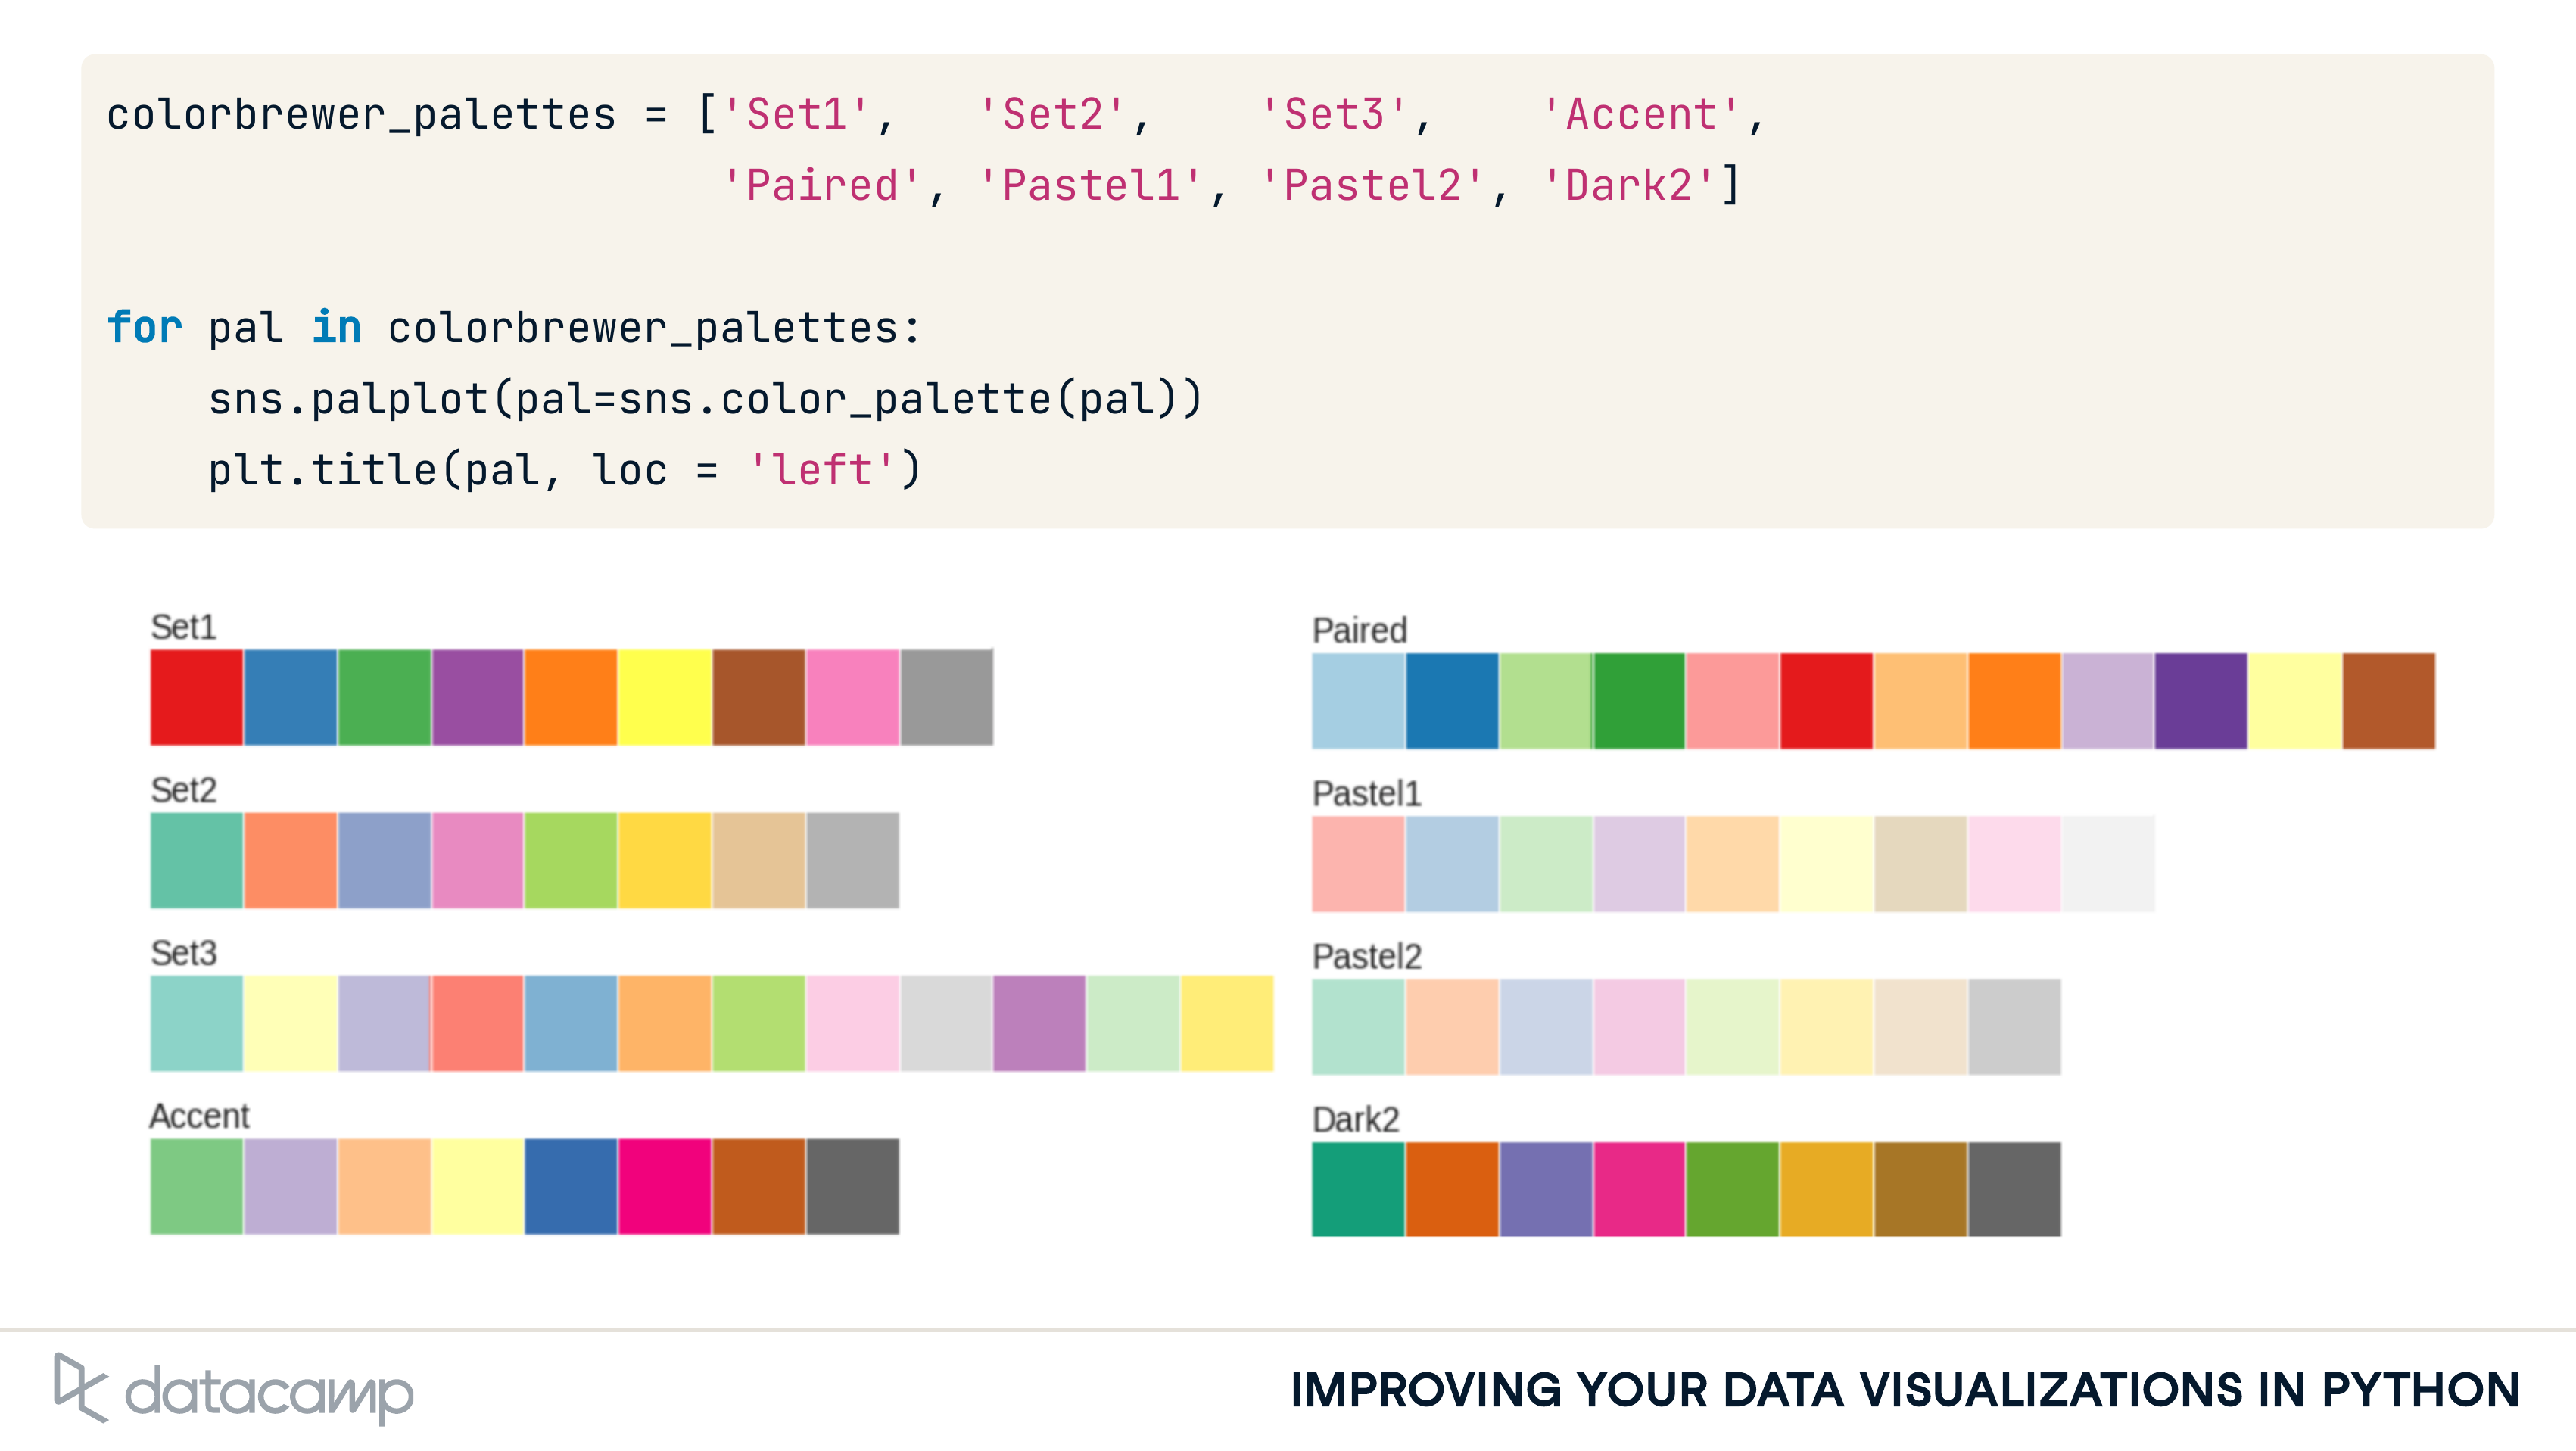 colorbrewer_palettes = ['Set1',   'Set2',    'Set3',    'Accent',
                        'Paired', 'Pastel1', 'Pastel2', 'Dark2']
for pal in colorbrewer_palettes:
    sns.palplot(pal=sns.color_palette(pal))
    plt.title(pal, loc = 'left')
Set1
Set2
Set3
Accent
Paired
Pastel1
Pastel2
Dark2
datacamp
IMPROVING YOUR DATA VISUALIZATIONS IN PYTHON